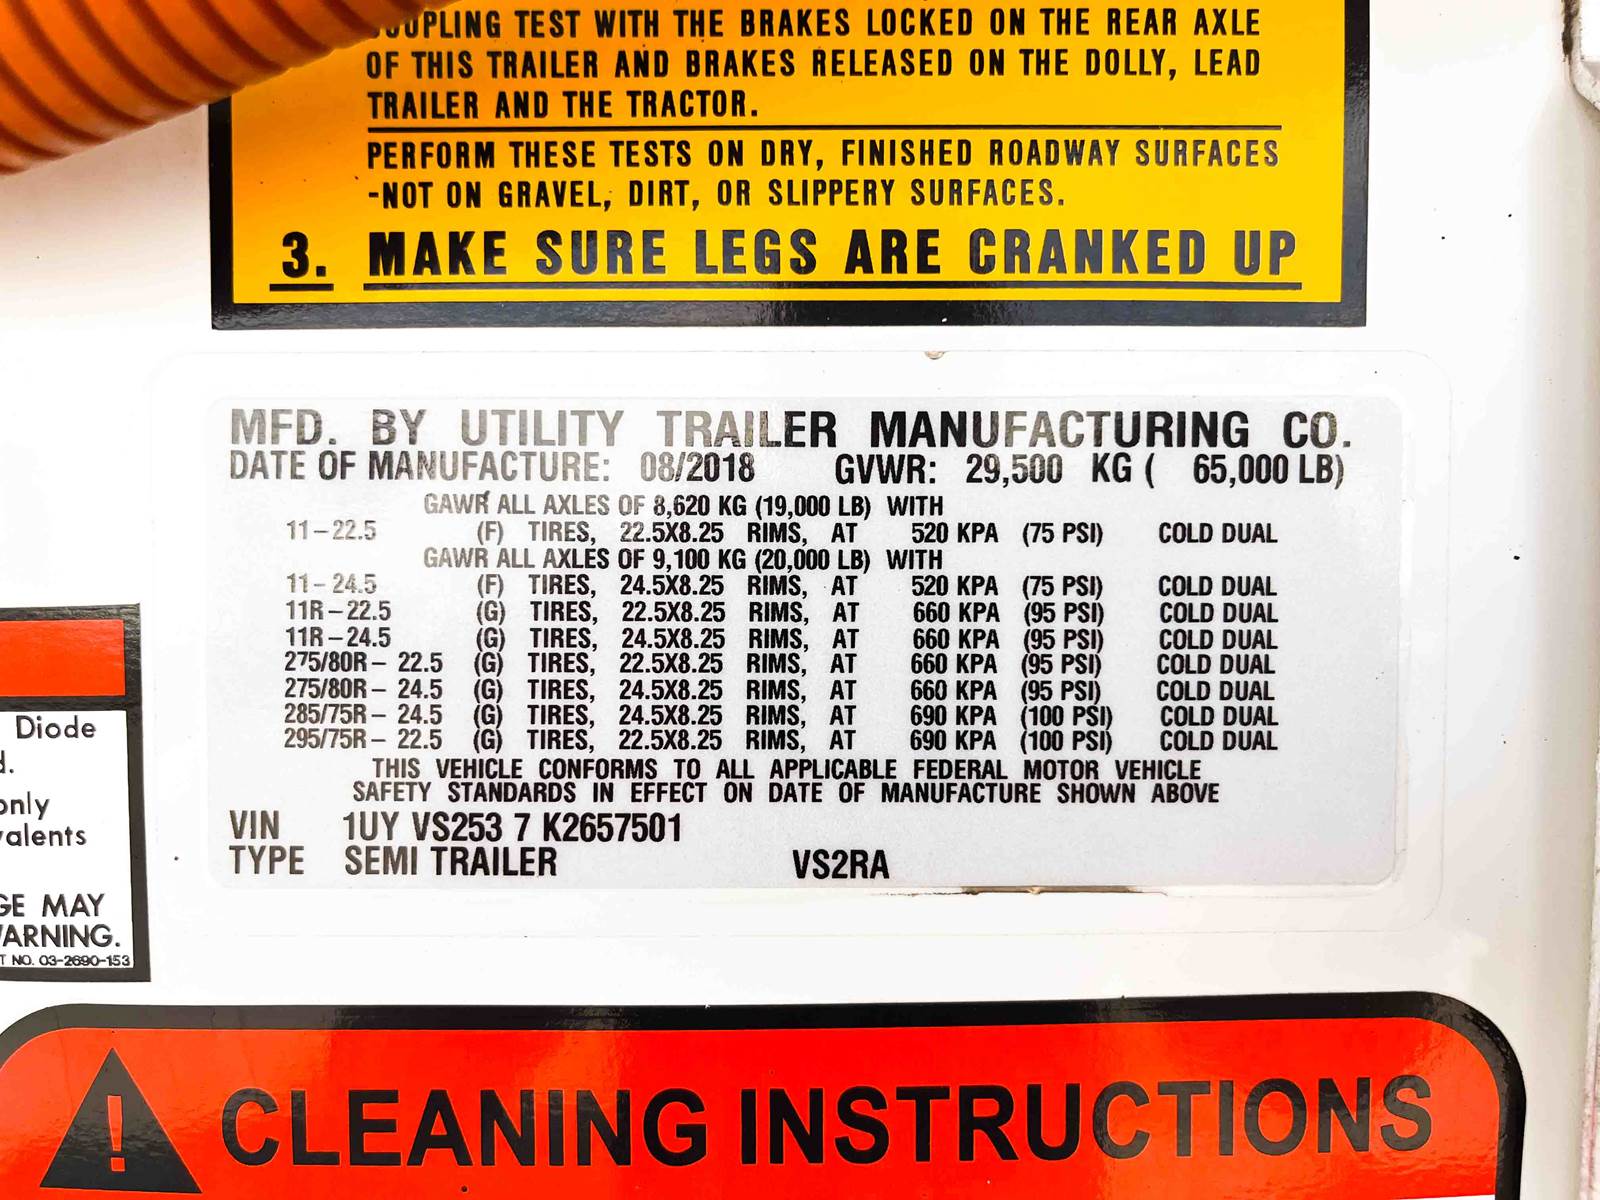 COUPLING TEST WITH THE BRAKES LOCKED ON THE REAR AXLE
OF THIS TRAILER AND BRAKES RELEASED ON THE DOLLY, LEAD
TRAILER AND THE TRACTOR.
PERFORM THESE TESTS ON DRY, FINISHED ROADWAY SURFACES
-NOT ON GRAVEL, DIRT, OR SLIPPERY SURFACES.
3. MAKE SURE LEGS ARE CRANKED UP
MFD. BY UTILITY TRAILER MANUFACTURING CO.
DATE OF MANUFACTURE: 08/2018 GVWR: 29,500 KG ( 65,000 LB)
GAWR ALL AXLES OF 8,620 KG (19,000 LB) WITH
11-22.5 (F) TIRES, 22.5X8.25 RIMS, AT 520 KPA (75 PSI) COLD DUAL
GAWR ALL AXLES OF 9,100 KG (20,000 LB) WITH
11-24.5 (F) TIRES, 24.5X8.25 RIMS, AT 520 KPA (75 PSI) COLD DUAL
11R-22.5 (G) TIRES, 22.5X8.25 RIMS, AT 660 KPA (95 PSI) COLD DUAL
11R-24.5 (G) TIRES, 24.5X8.25 RIMS, AT 660 KPA (95 PSI) COLD DUAL
275/80R- 22.5 (G) TIRES, 22.5X8.25 RIMS, AT 660 KPA (95 PSI) COLD DUAL
275/80R- 24.5 (G) TIRES, 24.5X8.25 RIMS, AT 660 KPA (95 PSI) COLD DUAL
285/75R- 24.5 (G) TIRES, 24.5X8.25 RIMS, AT 690 KPA (100 PSI) COLD DUAL
295/75R- 22.5 (G) TIRES, 22.5X8.25 RIMS, AT 690 KPA (100 PSI) COLD DUAL
THIS VEHICLE CONFORMS TO ALL APPLICABLE FEDERAL MOTOR VEHICLE
SAFETY STANDARDS IN EFFECT ON DATE OF MANUFACTURE SHOWN ABOVE
VIN 1UY VS253 7 K2657501
TYPE SEMI TRAILER VS2RA
Diode
d.
only
valents
GE MAY
WARNING.
T NO. 03-2690-153
! CLEANING INSTRUCTIONS